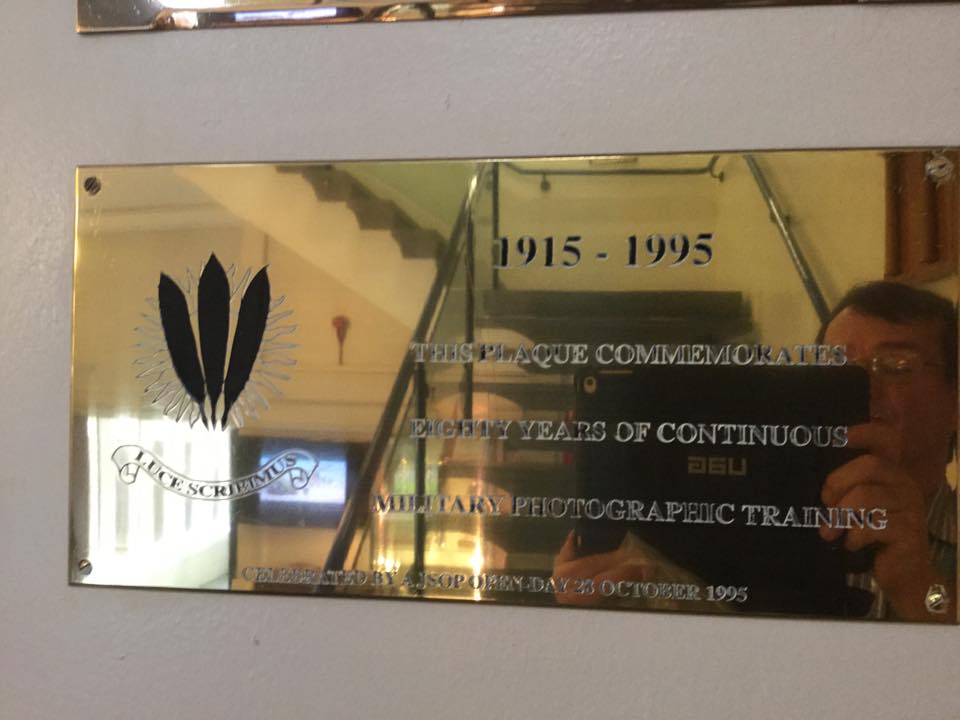 1915 - 1995
THIS PLAQUE COMMEMORATES
EIGHTY YEARS OF CONTINUOUS
MILITARY PHOTOGRAPHIC TRAINING
LUCE SCRIBIMUS
CELEBRATED BY A JSOP OPEN-DAY 28 OCTOBER 1995